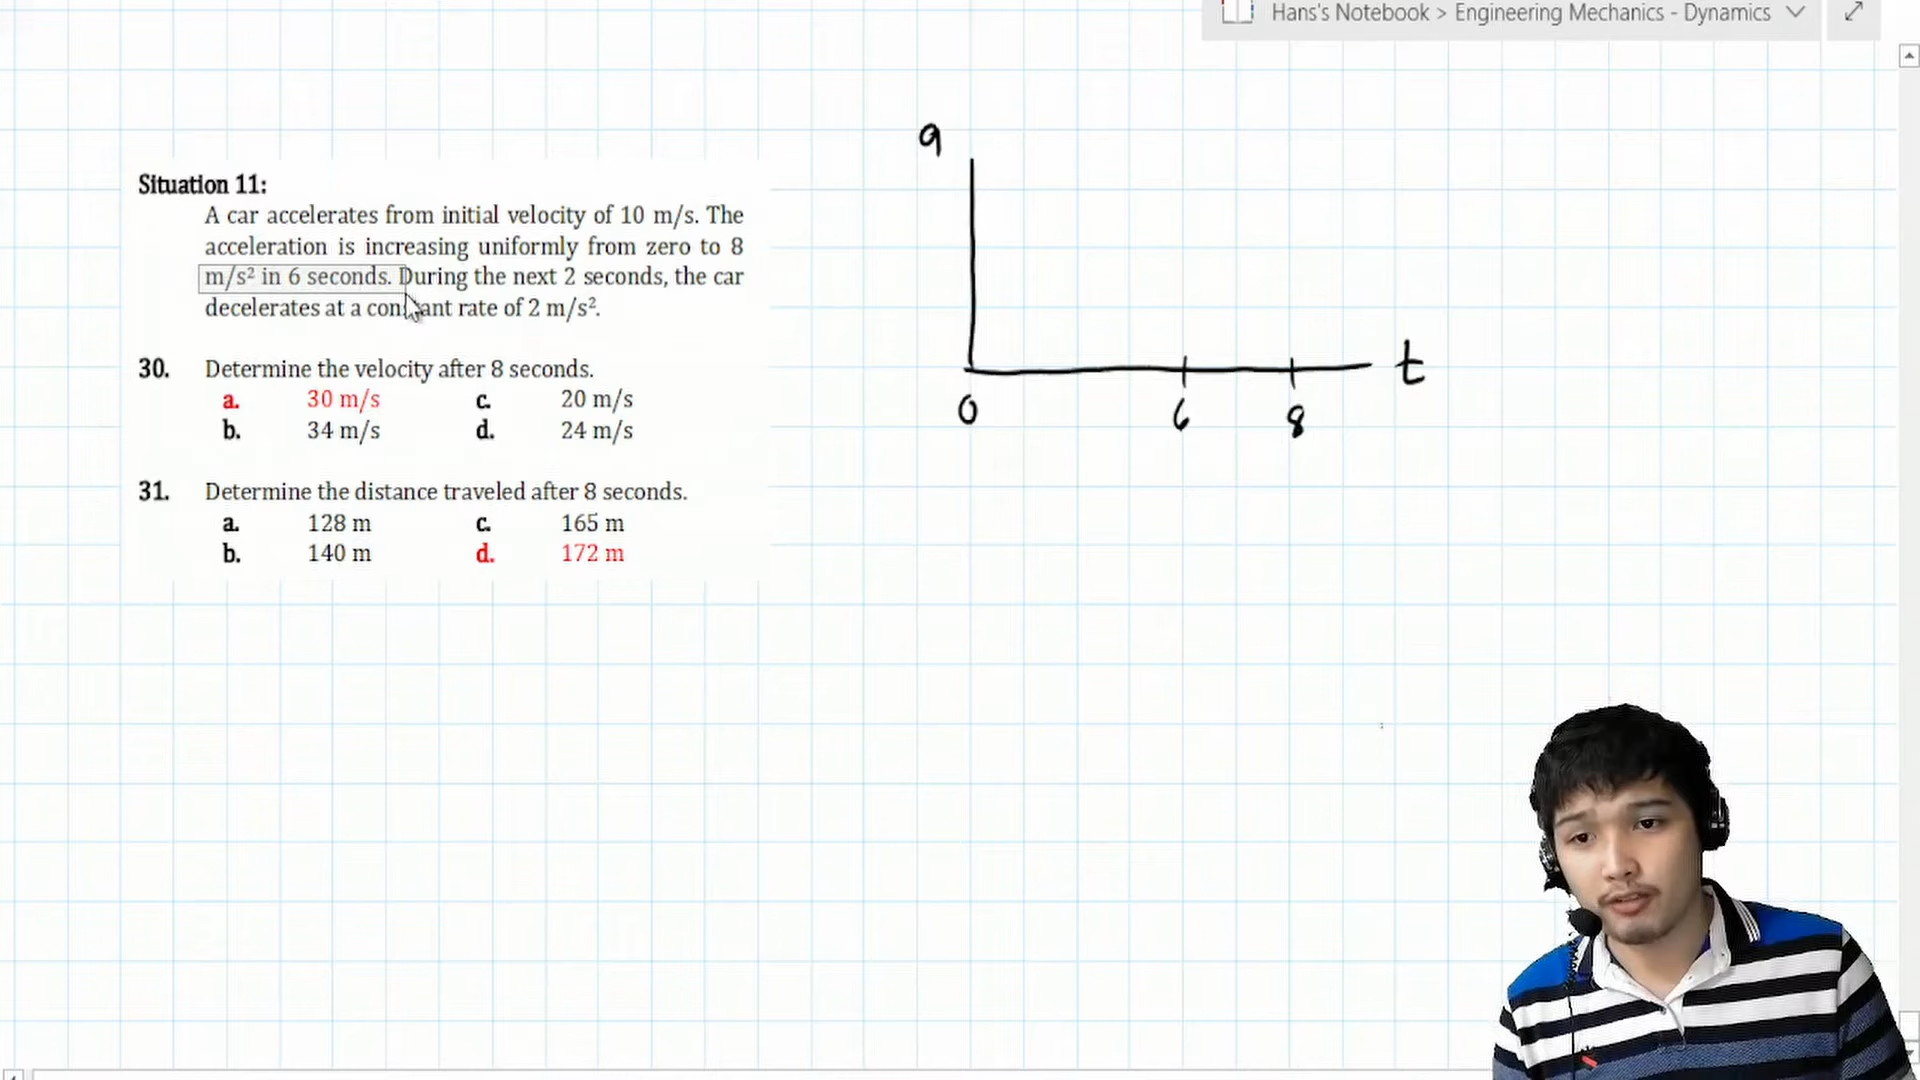 Hans's Notebook > Engineering Mechanics - Dynamics
Situation 11:
A car accelerates from initial velocity of 10 m/s. The
acceleration is increasing uniformly from zero to 8
m/s² in 6 seconds. During the next 2 seconds, the car
decelerates at a constant rate of 2 m/s².
30. Determine the velocity after 8 seconds.
a. 30 m/s c. 20 m/s
b. 34 m/s d. 24 m/s
31. Determine the distance traveled after 8 seconds.
a. 128 m c. 165 m
b. 140 m d. 172 m
a
t
0 6 8